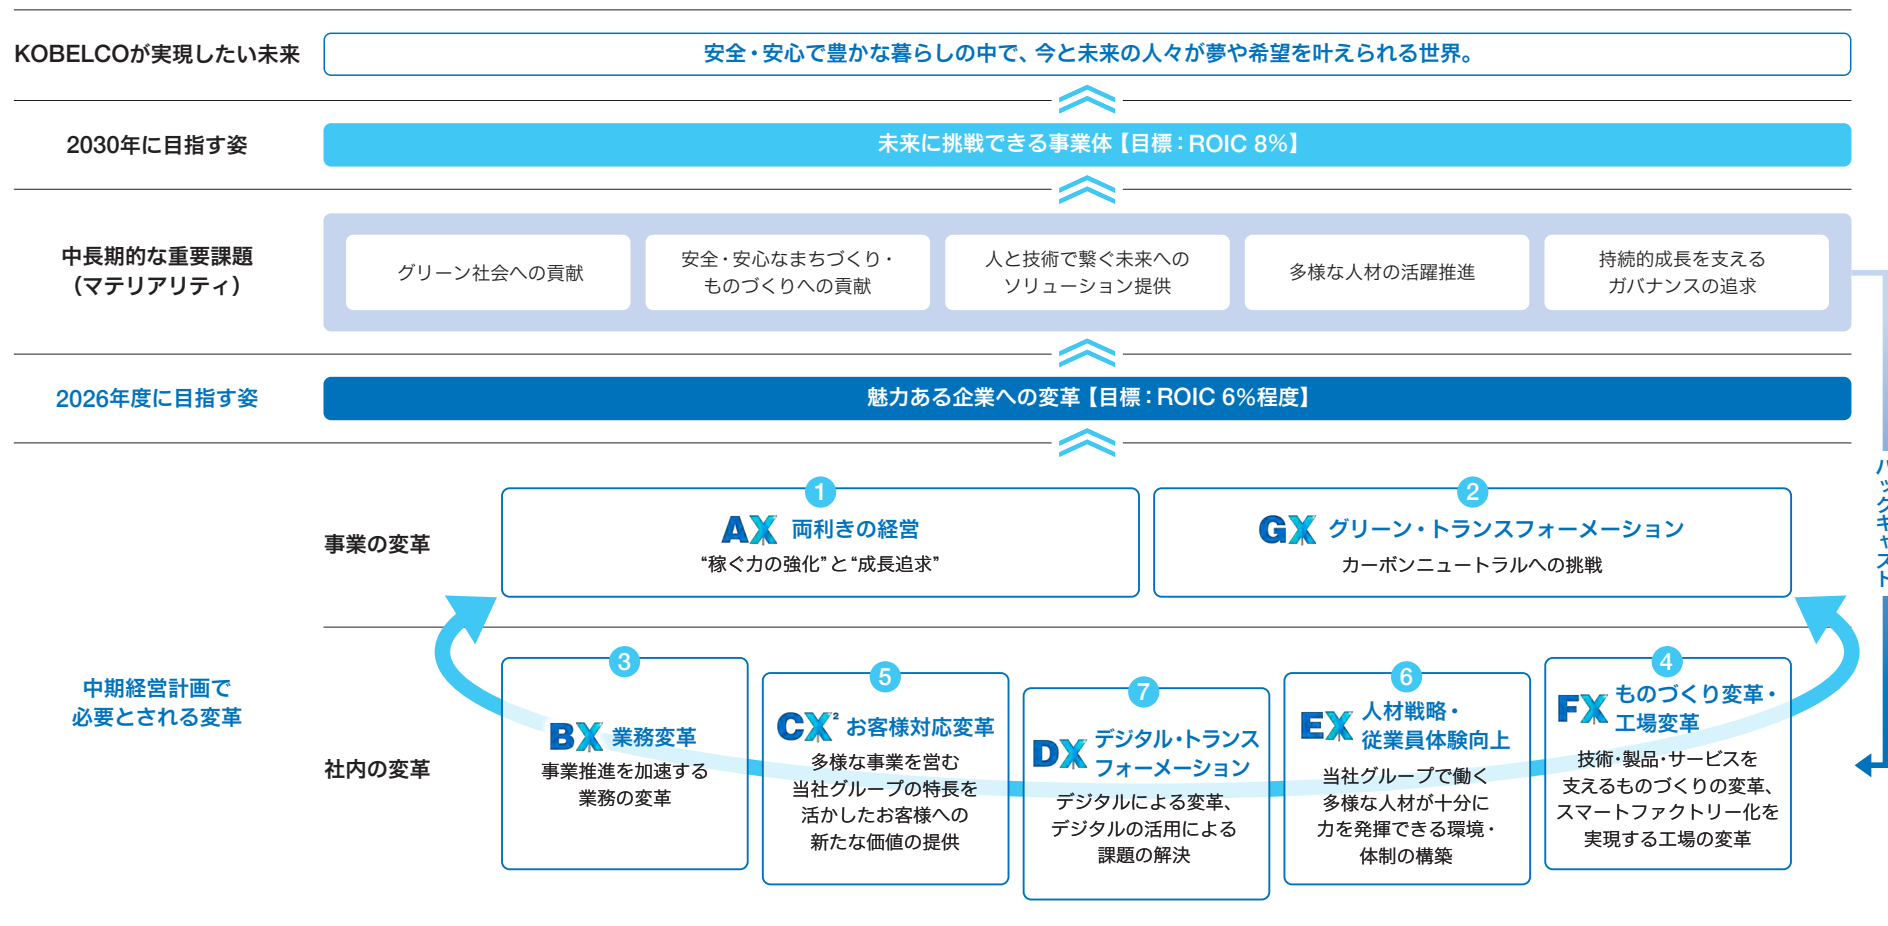 KOBELCOが実現したい未来
安全・安心で豊かな暮らしの中で、今と未来の人々が夢や希望を叶えられる世界。
2030年に目指す姿
未来に挑戦できる事業体【目標：ROIC 8%】
中長期的な重要課題
（マテリアリティ）
グリーン社会への貢献
安全・安心なまちづくり・
ものづくりへの貢献
人と技術で繋ぐ未来への
ソリューション提供
多様な人材の活躍推進
持続的成長を支える
ガバナンスの追求
2026年度に目指す姿
魅力ある企業への変革【目標：ROIC 6%程度】
バックキャスト
中期経営計画で
必要とされる変革
事業の変革
1
AX 両利きの経営
“稼ぐ力の強化”と“成長追求”
2
GX グリーン・トランスフォーメーション
カーボンニュートラルへの挑戦
社内の変革
3
BX 業務変革
事業推進を加速する
業務の変革
5
CX² お客様対応変革
多様な事業を営む
当社グループの特長を
活かしたお客様への
新たな価値の提供
7
DX デジタル・トランス
フォーメーション
デジタルによる変革、
デジタルの活用による
課題の解決
6
EX 人材戦略・
従業員体験向上
当社グループで働く
多様な人材が十分に
力を発揮できる環境・
体制の構築
4
FX ものづくり変革・
工場変革
技術・製品・サービスを
支えるものづくりの変革、
スマートファクトリー化を
実現する工場の変革